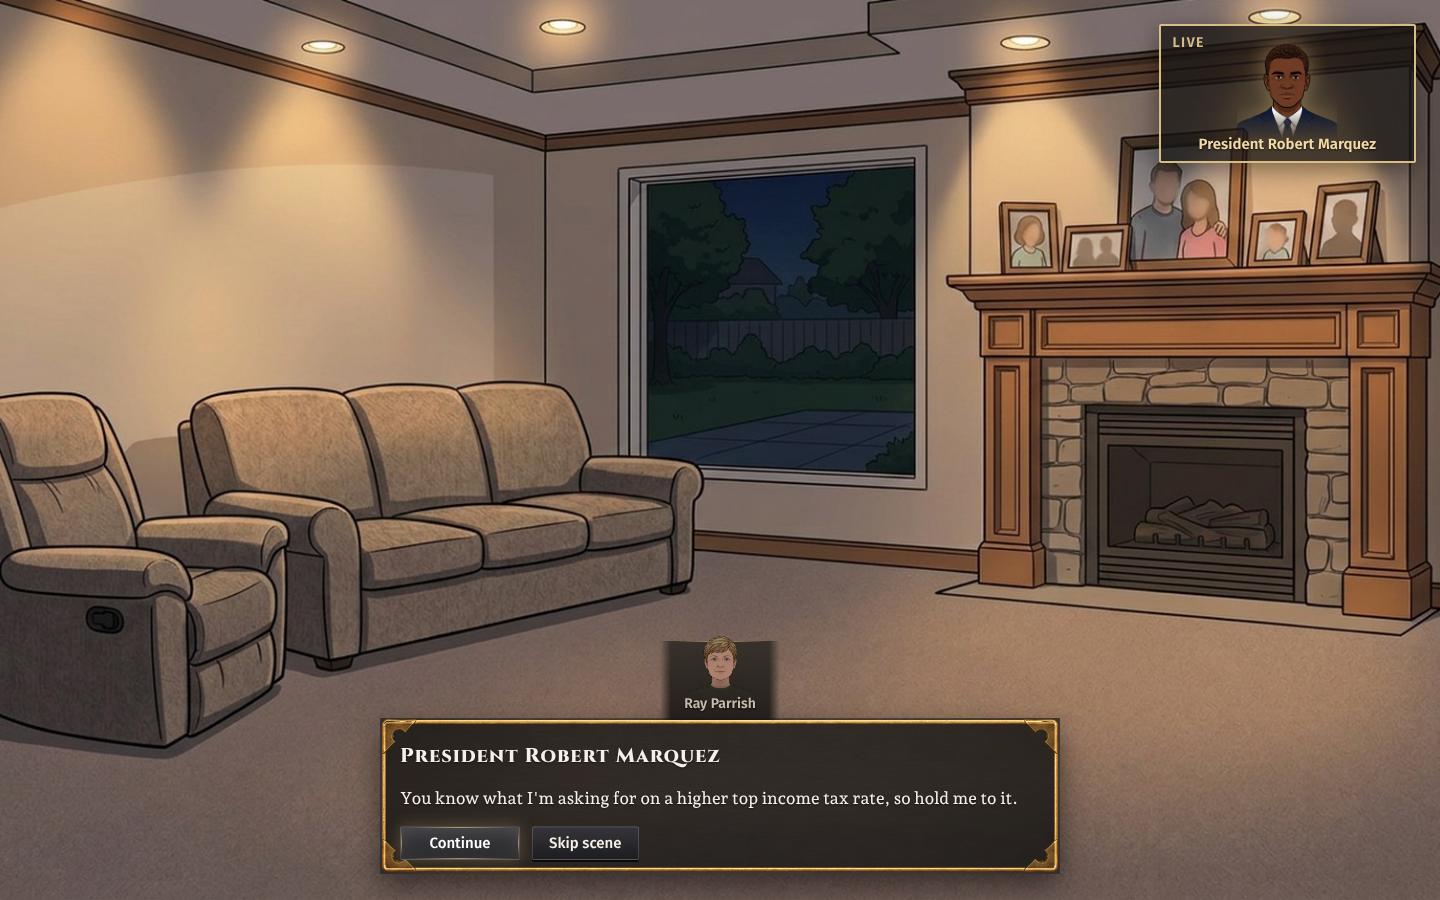 LIVE
President Robert Marquez
Ray Parrish
President Robert Marquez
You know what I'm asking for on a higher top income tax rate, so hold me to it.
Continue
Skip scene